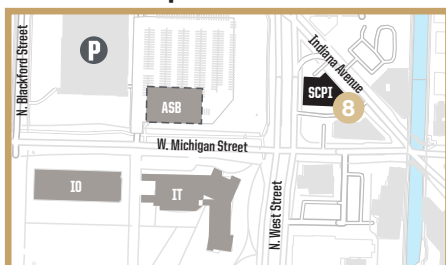 N. Blackford Street
P
Indiana Avenue
ASB
SCPI
8
W. Michigan Street
IO
IT
N. West Street